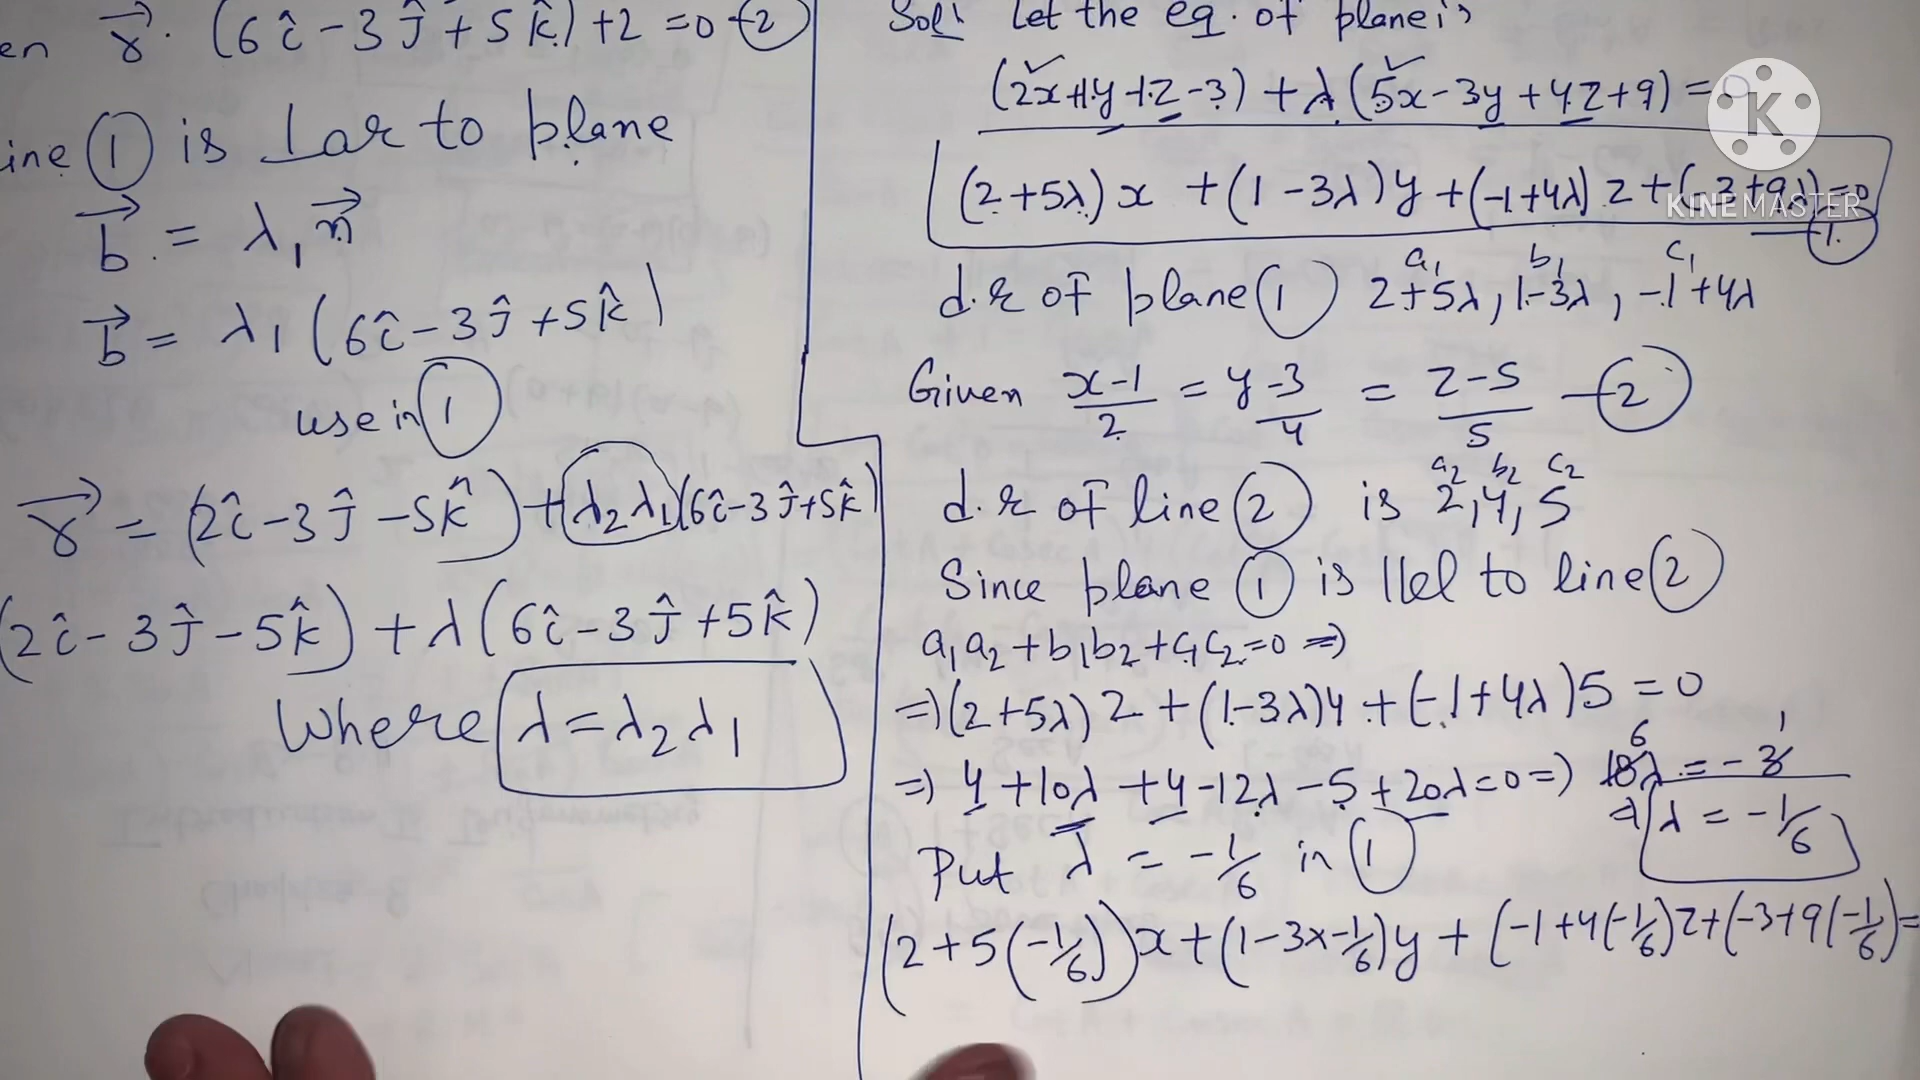 en r⃗ · (6î - 3ĵ + 5k̂) + 2 = 0 - ②
ine ① is ⊥ar to plane
b⃗ = λ₁ n⃗
b⃗ = λ₁ (6î - 3ĵ + 5k̂)
use in ①
r⃗ = (2î - 3ĵ - 5k̂) + λ₂λ₁(6î - 3ĵ + 5k̂)
(2î - 3ĵ - 5k̂) + λ(6î - 3ĵ + 5k̂)
Where λ = λ₂λ₁
Sol! Let the eq. of plane is
(2x+y+z-3) + λ(5x-3y+4z+9) = 0
(2+5λ)x + (1-3λ)y + (-1+4λ)z + (-3+9λ) = 0
①
a₁ b₁ c₁
d.r of plane ① 2+5λ, 1-3λ, -1+4λ
Given x-1/2 = y-3/4 = z-5/5 - ②
a₂ b₂ c₂
d.r of line ② is 2, 4, 5
Since plane ① is llel to line ②
a₁a₂ + b₁b₂ + c₁c₂ = 0 ⇒
⇒ (2+5λ)2 + (1-3λ)4 + (-1+4λ)5 = 0
⇒ 4 + 10λ + 4 - 12λ - 5 + 20λ = 0 ⇒ 18λ = -3
6 1
⇒ λ = -1/6
Put λ = -1/6 in ①
(2+5(-1/6))x + (1-3x-1/6)y + (-1+4(-1/6)z + (-3+9(-1/6) =
K
KINEMASTER